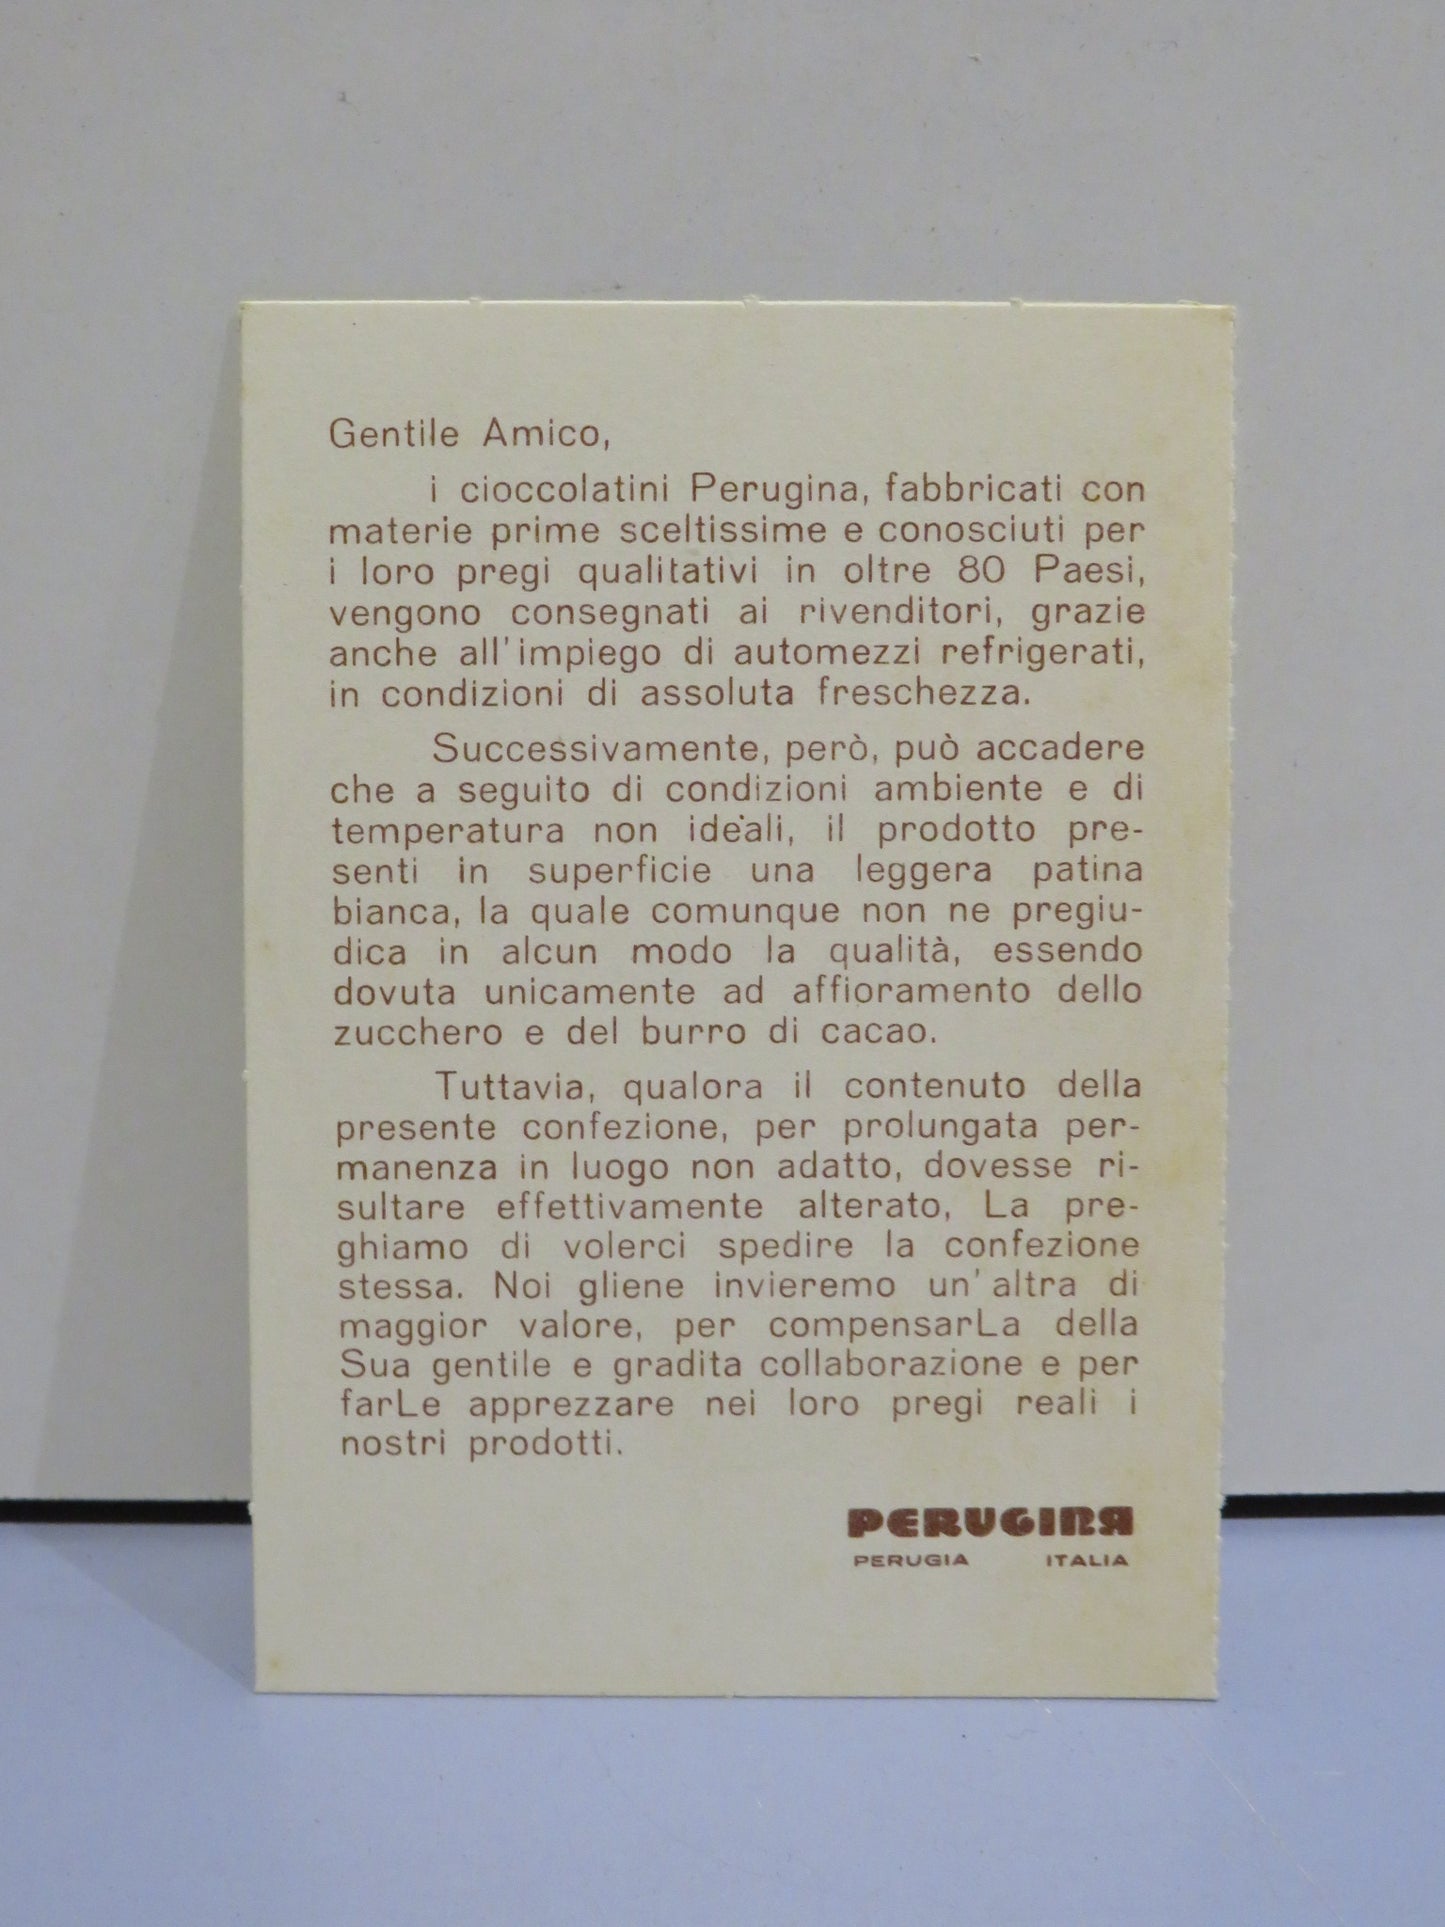 Gentile Amico,
i cioccolatini Perugina, fabbricati con
materie prime sceltissime e conosciuti per
i loro pregi qualitativi in oltre 80 Paesi,
vengono consegnati ai rivenditori, grazie
anche all'impiego di automezzi refrigerati,
in condizioni di assoluta freschezza.
Successivamente, però, può accadere
che a seguito di condizioni ambiente e di
temperatura non ideali, il prodotto pre-
senti in superficie una leggera patina
bianca, la quale comunque non ne pregiu-
dica in alcun modo la qualità, essendo
dovuta unicamente ad affioramento dello
zucchero e del burro di cacao.
Tuttavia, qualora il contenuto della
presente confezione, per prolungata per-
manenza in luogo non adatto, dovesse ri-
sultare effettivamente alterato, La pre-
ghiamo di volerci spedire la confezione
stessa. Noi gliene invieremo un'altra di
maggior valore, per compensarLa della
Sua gentile e gradita collaborazione e per
farLe apprezzare nei loro pregi reali i
nostri prodotti.
PERUGINA
PERUGIA ITALIA